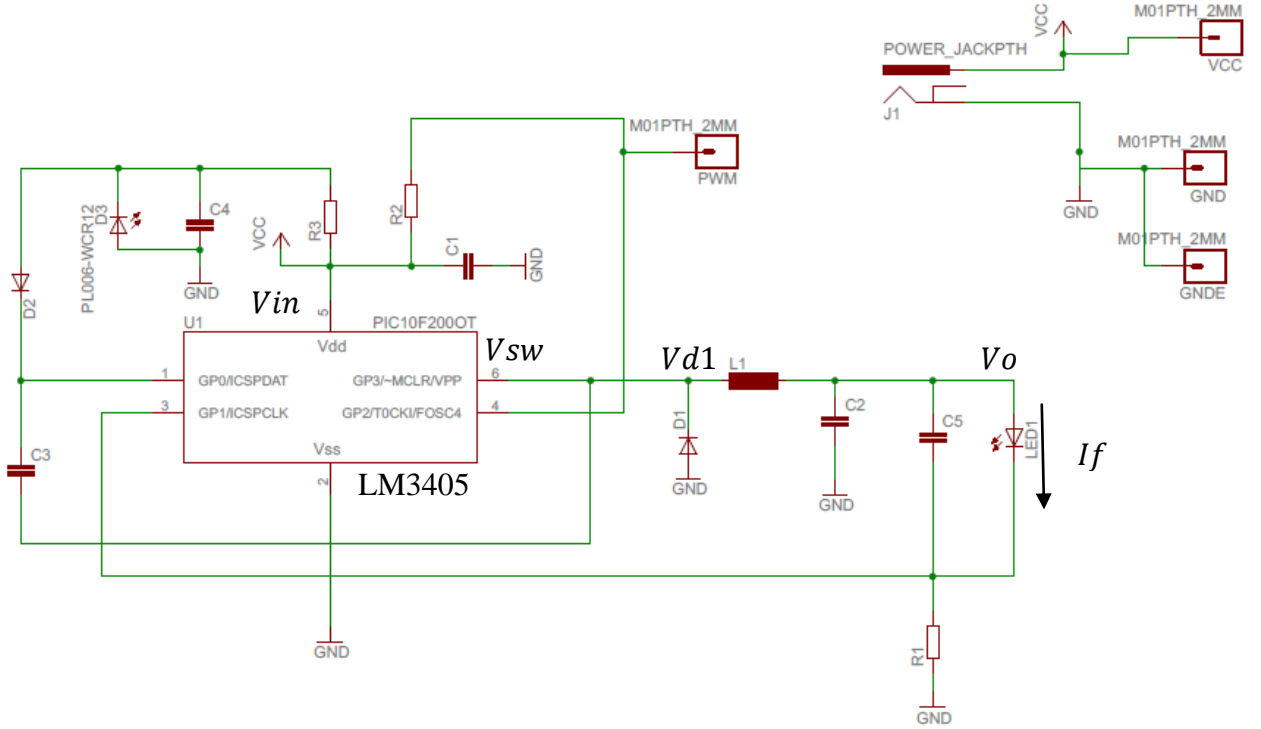 M01PTH_2MM
VCC
POWER_JACKPTH
VCC
J1
M01PTH_2MM
PWM
M01PTH_2MM
GND
GND
M01PTH_2MM
GNDE
D3
PL006-WCR12
C4
GND
R3
VCC
R2
C1
GND
D2
Vin
5
U1
PIC10F200OT
Vdd
Vsw
Vd1
L1
Vo
1
GP0/ICSPDAT
GP3/~MCLR/VPP
6
3
GP1/ICSPCLK
GP2/T0CKI/FOSC4
4
Vss
2
LM3405
C3
D1
GND
C2
GND
C5
LED1
If
GND
R1
GND